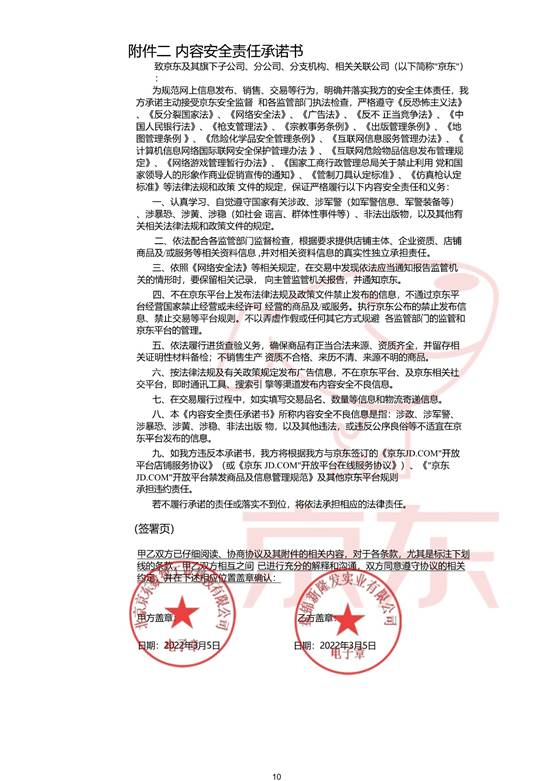 附件二 内容安全责任承诺书
致京东及其旗下子公司、分公司、分支机构、相关关联公司（以下简称“京东”）
：
为规范网上信息发布、销售、交易等行为，明确并落实我方的安全主体责任，我
方承诺主动接受京东安全监督 和各监管部门执法检查，严格遵守《反恐怖主义法》
、《反分裂国家法》、《网络安全法》、《广告法》、《反不 正当竞争法》、《中
国人民银行法》、《枪支管理法》、《宗教事务条例》、《出版管理条例》、《地
图管理条例 》、《危险化学品安全管理条例》、《互联网信息服务管理办法》、《
计算机信息网络国际联网安全保护管理办法 》、《互联网危险物品信息发布管理规
定》、《网络游戏管理暂行办法》、《国家工商行政管理总局关于禁止利用 党和国
家领导人的形象作商业促销宣传的通知》、《管制刀具认定标准》、《仿真枪认定
标准》等法律法规和政策 文件的规定，保证严格履行以下内容安全责任和义务：
一、认真学习、自觉遵守国家有关涉政、涉军警（如军警信息、军警装备等）
、涉暴恐、涉黄、涉稳（如社会 谣言、群体性事件等）、非法出版物，以及其他有
关相关法律法规和政策文件的规定。
二、依法配合各监管部门监督检查，根据要求提供店铺主体、企业资质、店铺
商品及/或服务等相关资料信息 ,并对相关资料信息的真实性独立承担责任。
三、依照《网络安全法》等相关规定，在交易中发现依法应当通知报告监管机
关的情形时，要保留相关记录， 向主管监管机关报告，并通知京东。
四、不在京东平台上发布法律法规及政策文件禁止发布的信息，不通过京东平
台经营国家禁止经营或未经许可 经营的商品及/或服务。执行京东公布的禁止发布信
息、禁止交易等平台规则。不以弄虚作假或任何其它方式规避 各监管部门的监管和
京东平台的管理。
五、依法履行进货查验义务，确保商品有正当合法来源、资质齐全，并留存相
关证明性材料备检；不销售生产 资质不合格、来历不清、来源不明的商品。
六、按法律法规及有关政策规定发布广告信息，不在京东平台、及京东相关社
交平台，即时通讯工具、搜索引 擎等渠道发布内容安全不良信息。
七、在交易履行过程中，如实填写交易品名、数量等信息和物流寄递信息。
八、本《内容安全责任承诺书》所称内容安全不良信息是指：涉政、涉军警、
涉暴恐、涉黄、涉稳、非法出版 物，以及其他违法，或违反公序良俗等不适宜在京
东平台发布的信息。
九、如我方违反本承诺书，我方将根据我方与京东签订的《京东JD.COM“开放
平台店铺服务协议》（或《京东 JD.COM”开放平台在线服务协议》）、《“京东
JD.COM”开放平台禁发商品及信息管理规范》及其他京东平台规则
承担违约责任。
若不履行承诺的责任或落实不到位，将依法承担相应的法律责任。
(签署页)
甲乙双方已仔细阅读、协商协议及其附件的相关内容，对于各条款，尤其是标注下划
线的条款，甲乙双方相互之间 已进行充分的解释和沟通，双方同意遵守协议的相关
约定，并在下述相应位置盖章确认：
甲方盖章： 乙方盖章：
日期：2022年3月5日 日期：2022年3月5日
电子章 电子章
京东
10